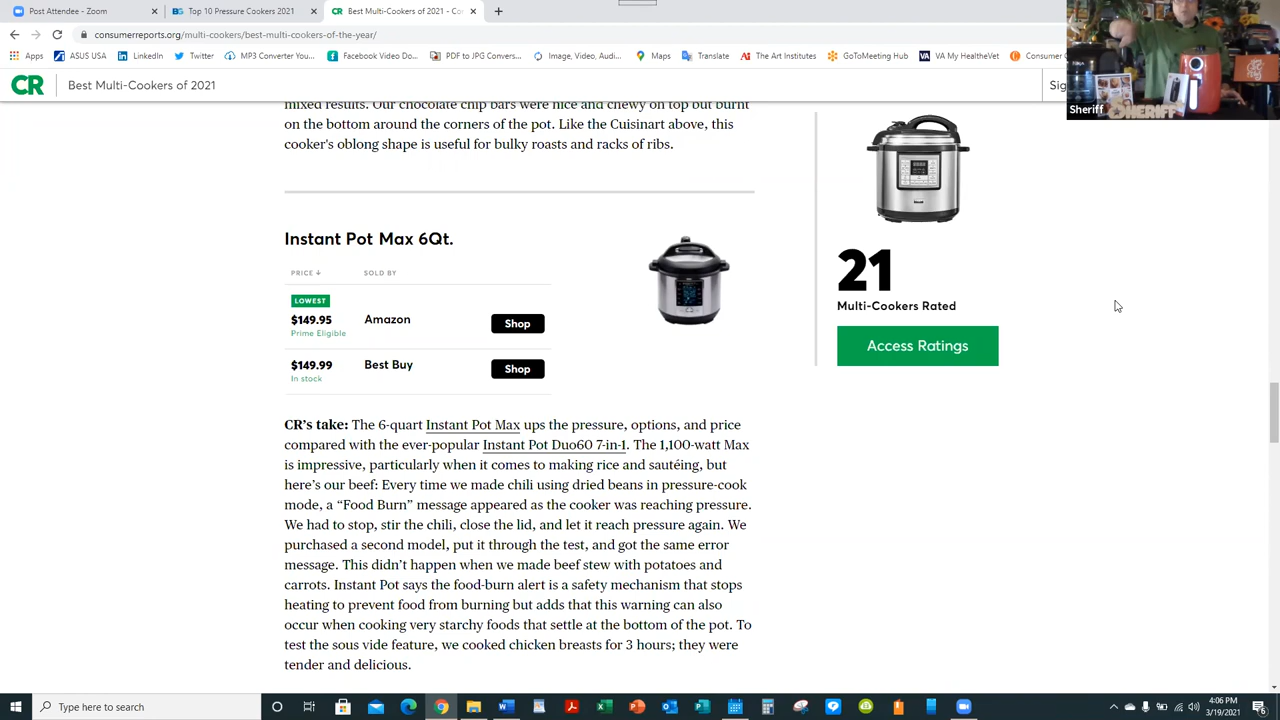 Post Attendee - Zoom
Top 10 Pressure Cookers 2021
Best Multi-Cookers of 2021 - Con
consumerreports.org/multi-cookers/best-multi-cookers-of-the-year/
Apps
ASUS USA
LinkedIn
Twitter
MP3 Converter You...
Facebook Video Do...
PDF to JPG Convers...
Image, Video, Audi...
Maps
Translate
The Art Institutes
GoToMeeting Hub
VA My HealtheVet
Consumer
CR
Best Multi-Cookers of 2021
Sig
Sheriff
SHERIFF
mixed results. Our chocolate chip bars were nice and chewy on top but burnt
on the bottom and the corners of the pot. Like the Cuisinart above, this
cooker's oblong shape is useful for bulky roasts and racks of ribs.
Instant Pot Max 6Qt.
PRICE
SOLD BY
LOWEST
$149.95
Amazon
Shop
Prime Eligible
$149.99
Best Buy
Shop
In stock
21
Multi-Cookers Rated
Access Ratings
CR's take: The 6-quart Instant Pot Max ups the pressure, options, and price
compared with the ever-popular Instant Pot Duo60 7-in-1. The 1,100-watt Max
is impressive, particularly when it comes to making rice and sautéing, but
here's our beef: Every time we made chili using dried beans in pressure-cook
mode, a “Food Burn” message appeared as the cooker was reaching pressure.
We had to stop, stir the chili, close the lid, and let it reach pressure again. We
purchased a second model, put it through the test, and got the same error
message. This didn't happen when we made beef stew with potatoes and
carrots. Instant Pot says the food-burn alert is a safety mechanism that stops
heating to prevent food from burning but adds that this warning can also
occur when cooking very starchy foods that settle at the bottom of the pot. To
test the sous vide feature, we cooked chicken breasts for 3 hours; they were
tender and delicious.
Type here to search
4:06 PM
3/19/2021